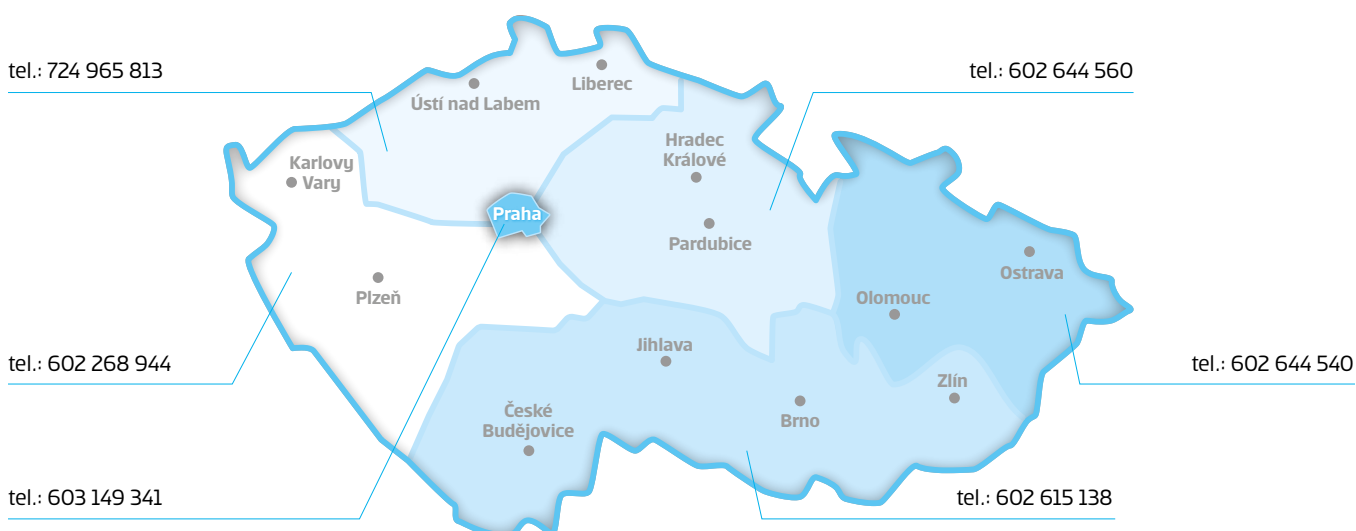 tel.: 724 965 813
tel.: 602 644 560
Liberec
Ústí nad Labem
Hradec
Králové
Karlovy
Vary
Praha
Pardubice
Ostrava
Plzeň
Olomouc
Jihlava
tel.: 602 268 944
tel.: 602 644 540
Zlín
České
Budějovice
Brno
tel.: 603 149 341
tel.: 602 615 138